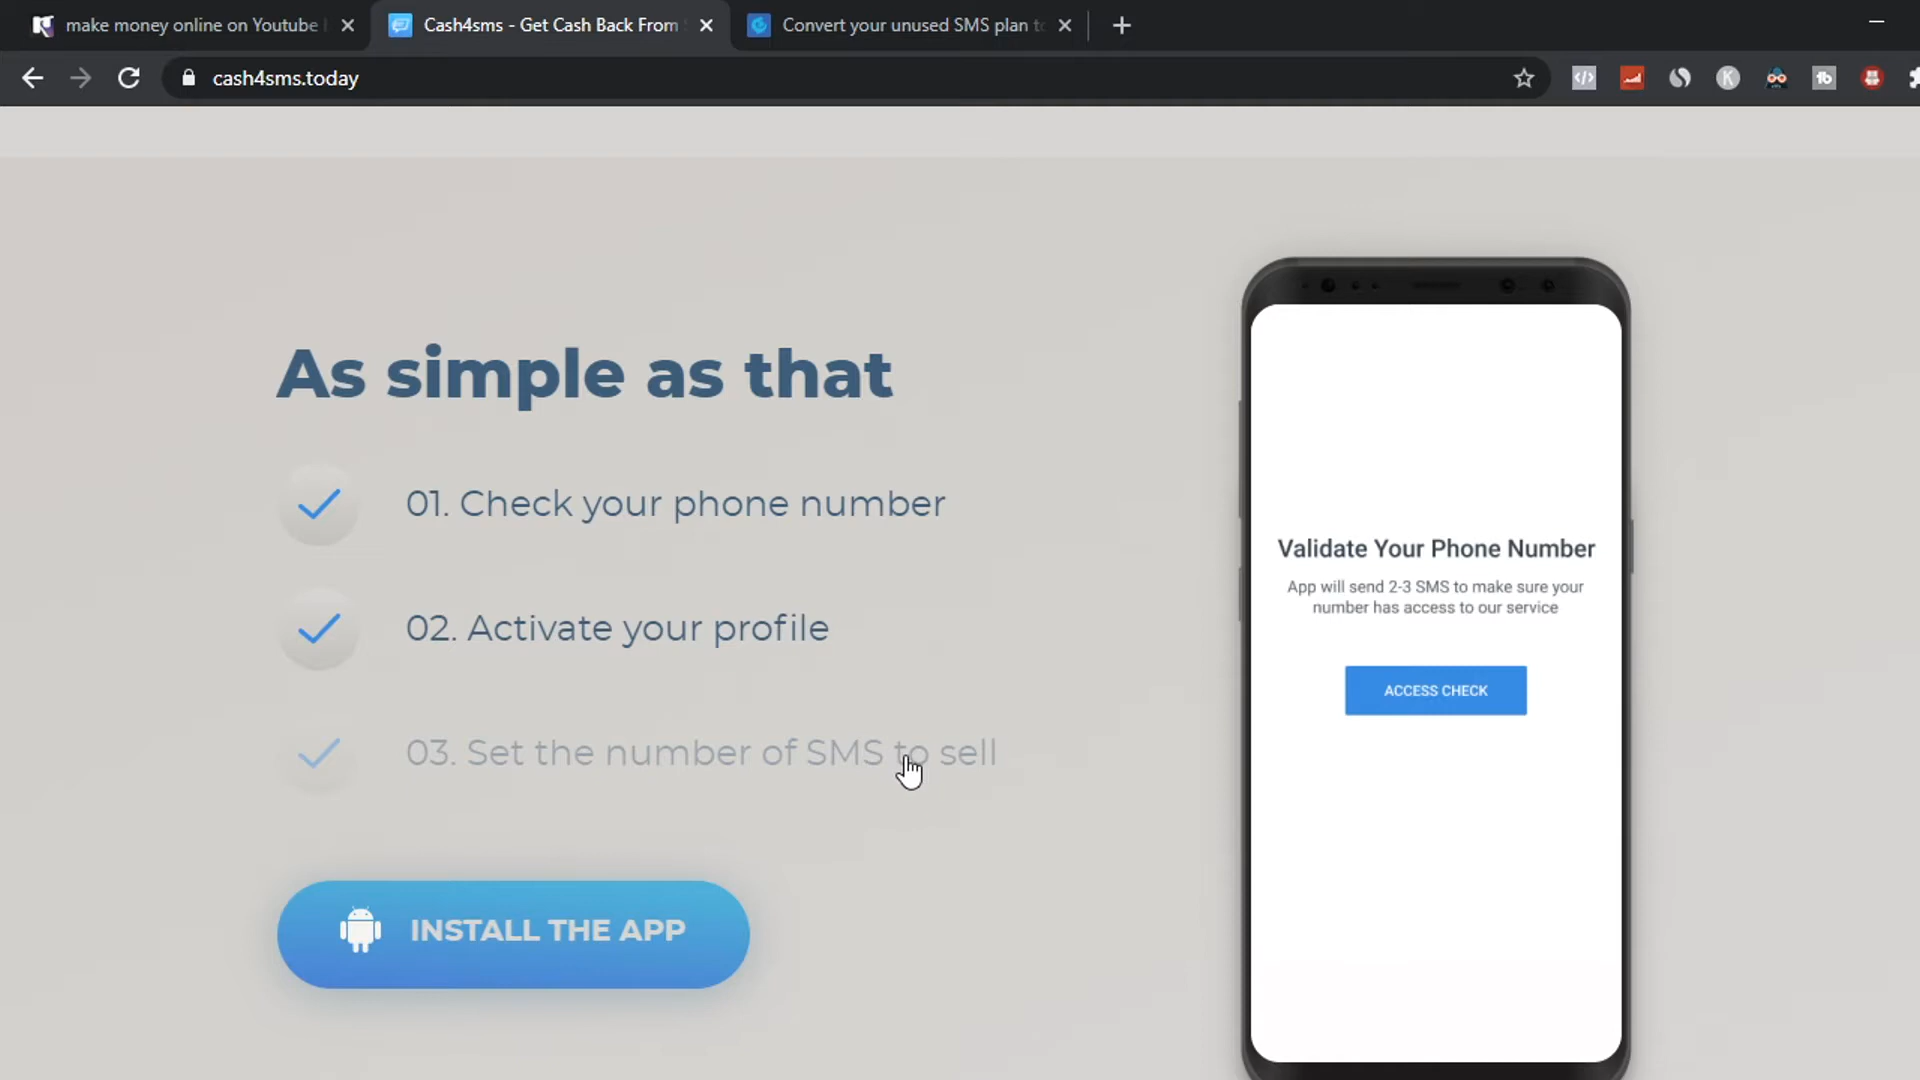 make money online on Youtube
Cash4sms - Get Cash Back From
Convert your unused SMS plan to
cash4sms.today
As simple as that
01. Check your phone number
02. Activate your profile
03. Set the number of SMS to sell
INSTALL THE APP
Validate Your Phone Number
App will send 2-3 SMS to make sure your
number has access to our service
ACCESS CHECK